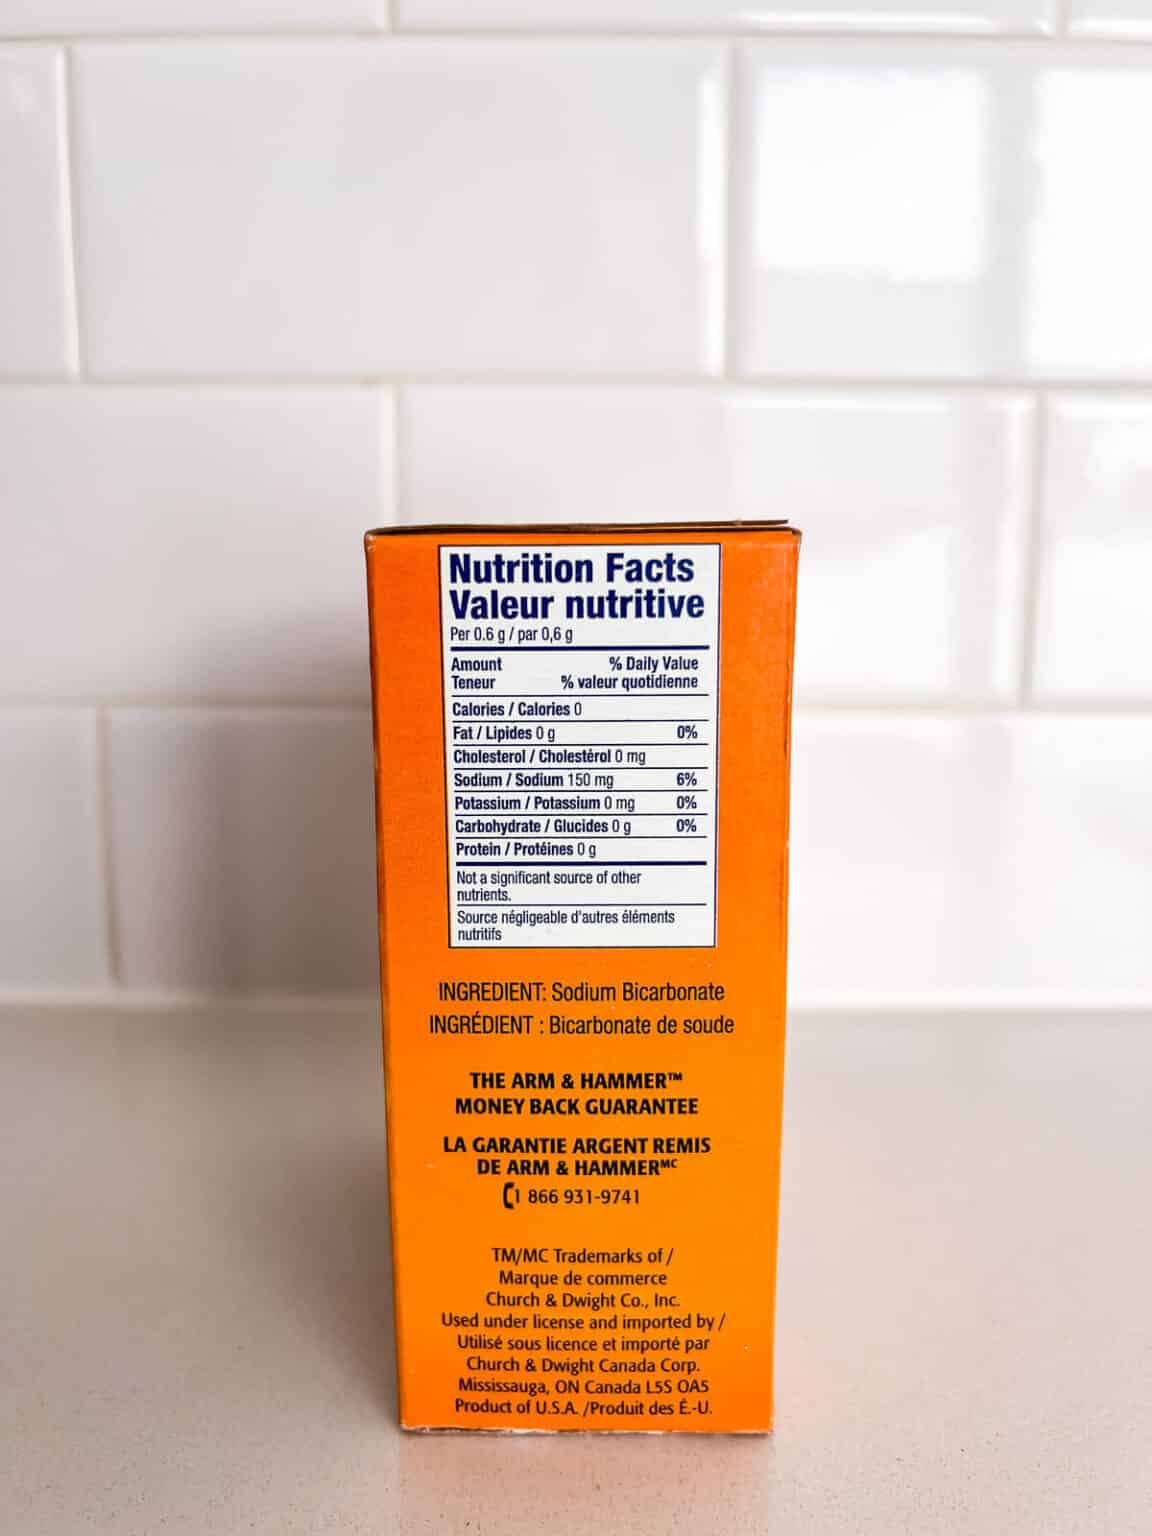 Nutrition Facts
Valeur nutritive
Per 0.6 g / par 0,6 g
Amount % Daily Value
Teneur % valeur quotidienne
Calories / Calories 0
Fat / Lipides 0 g 0%
Cholesterol / Cholestérol 0 mg
Sodium / Sodium 150 mg 6%
Potassium / Potassium 0 mg 0%
Carbohydrate / Glucides 0 g 0%
Protein / Protéines 0 g
Not a significant source of other
nutrients.
Source négligeable d'autres éléments
nutritifs
INGREDIENT: Sodium Bicarbonate
INGRÉDIENT : Bicarbonate de soude
THE ARM & HAMMER™
MONEY BACK GUARANTEE
LA GARANTIE ARGENT REMIS
DE ARM & HAMMERᴹᶜ
1 866 931-9741
TM/MC Trademarks of /
Marque de commerce
Church & Dwight Co., Inc.
Used under license and imported by /
Utilisé sous licence et importé par
Church & Dwight Canada Corp.
Mississauga, ON Canada L5S OA5
Product of U.S.A. /Produit des É.-U.